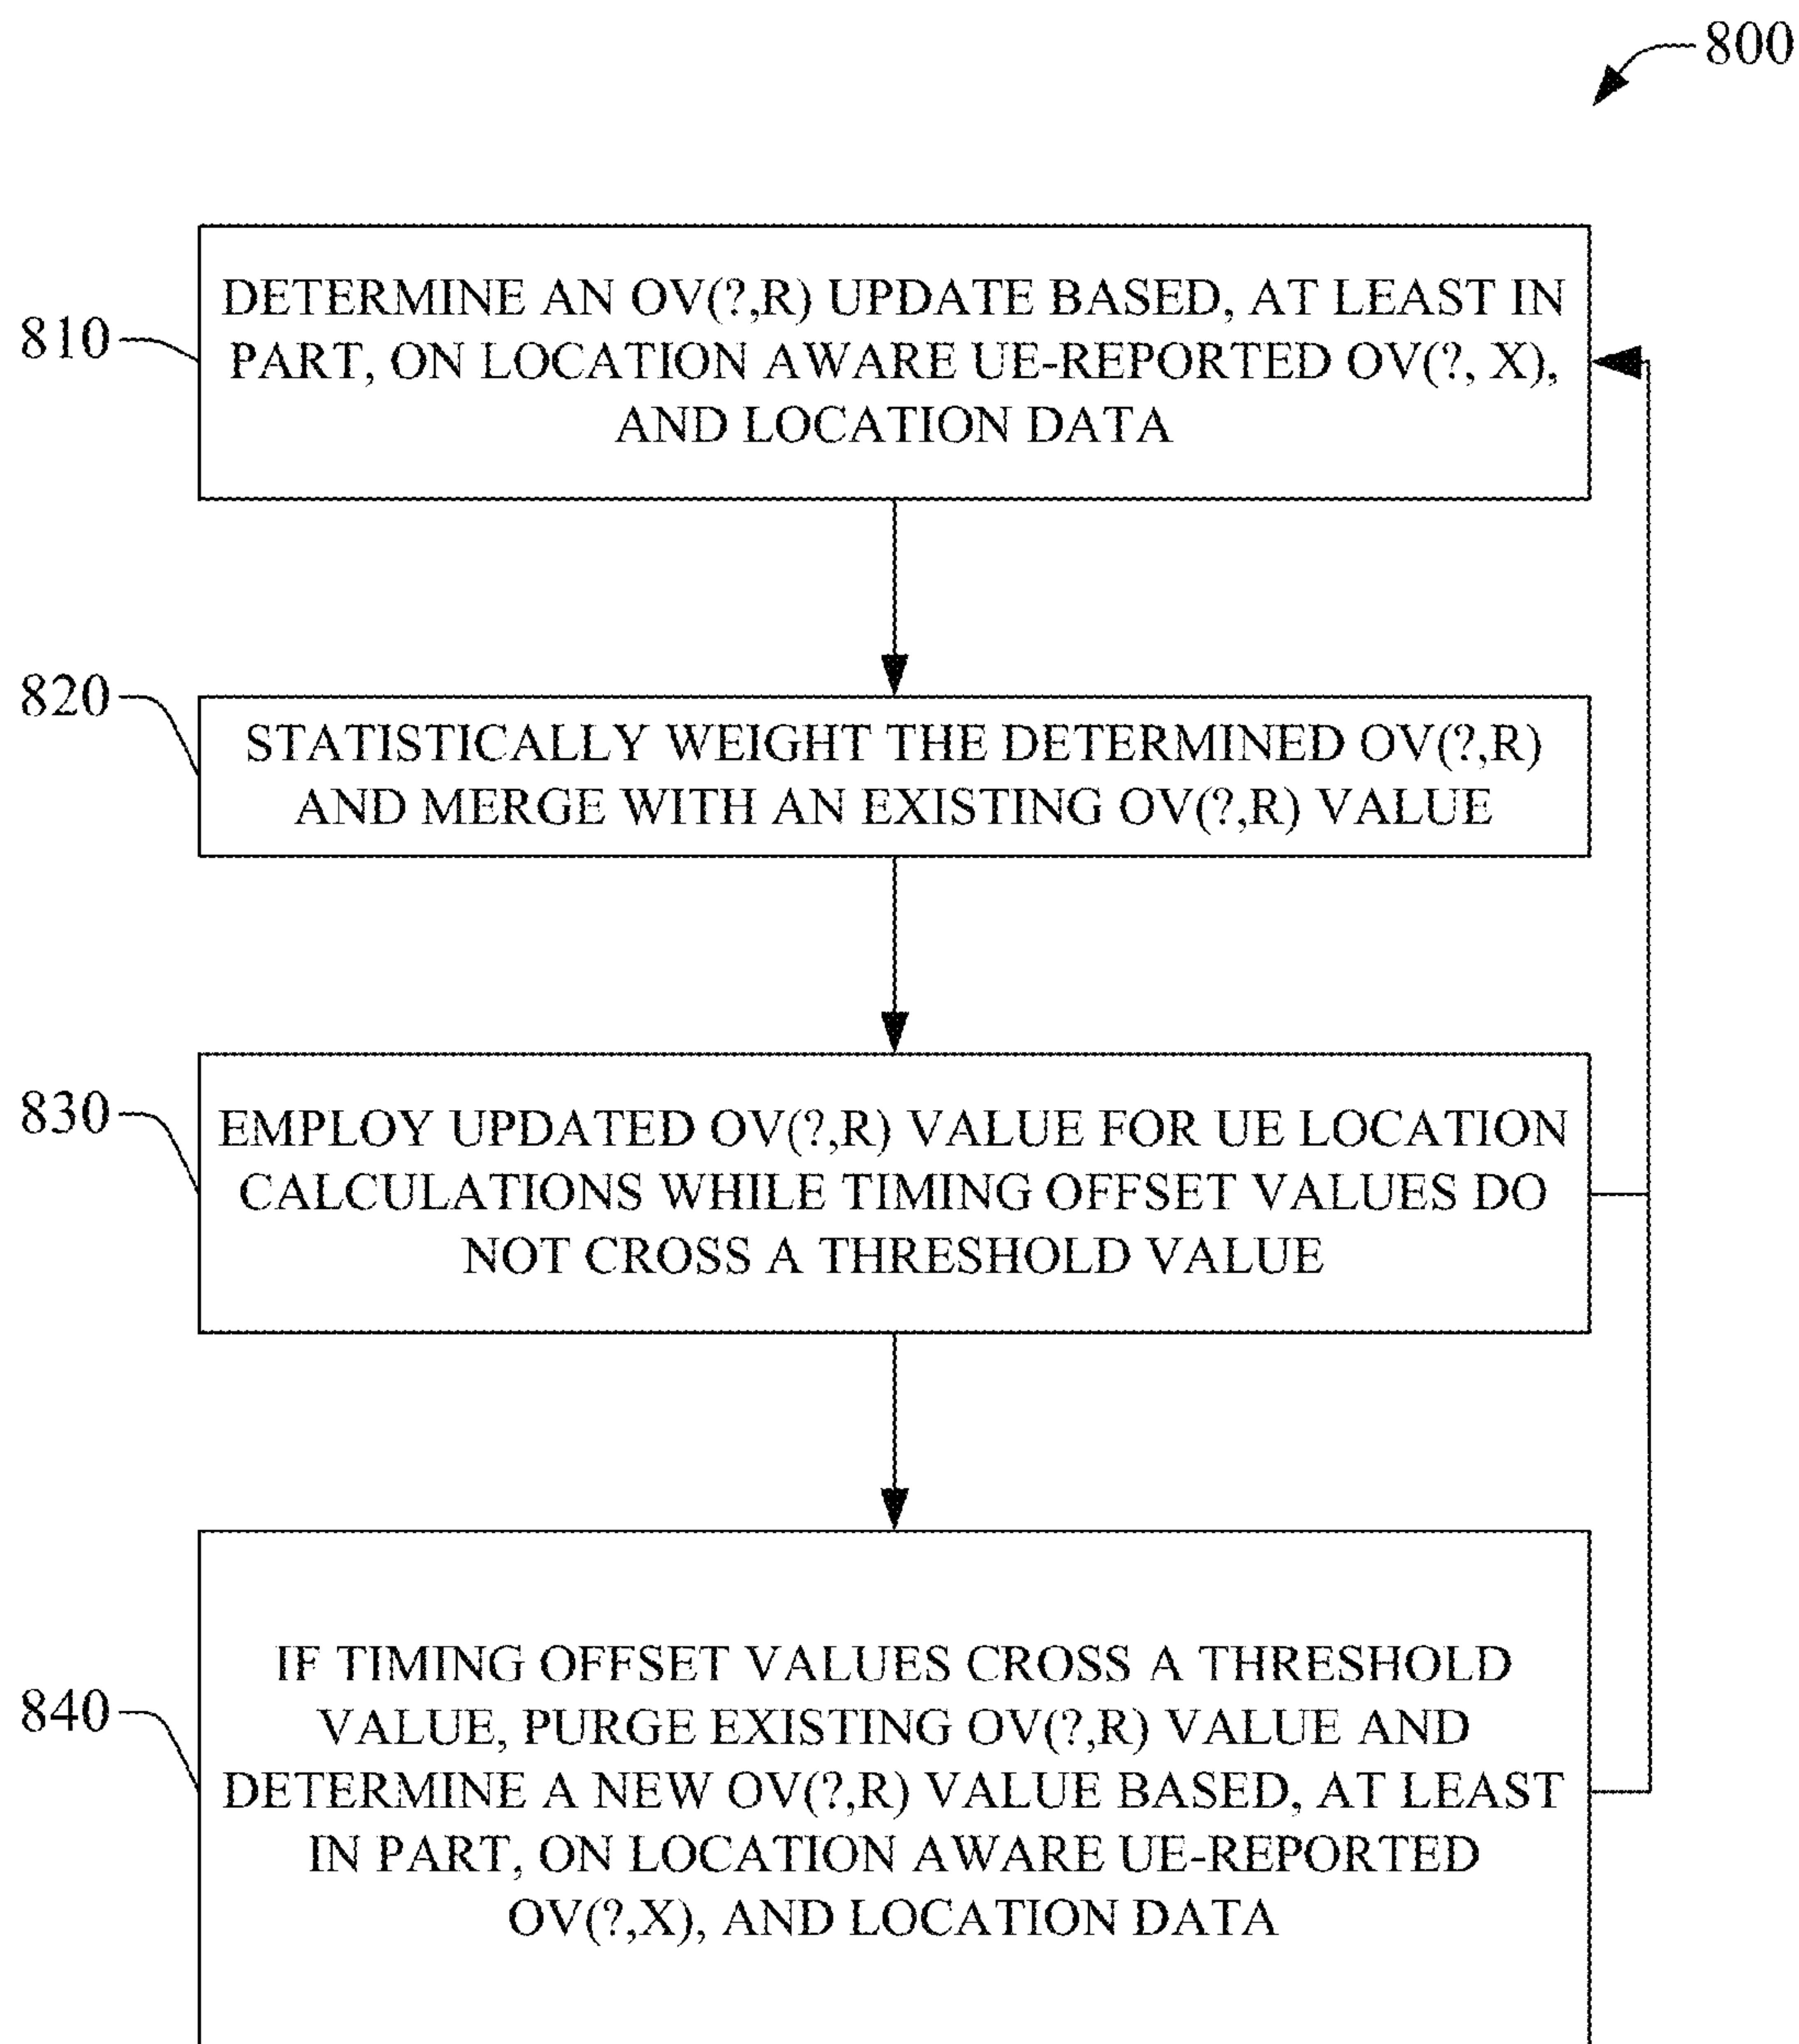 800
810
DETERMINE AN OV(?,R) UPDATE BASED, AT LEAST IN
PART, ON LOCATION AWARE UE-REPORTED OV(?, X),
AND LOCATION DATA
820
STATISTICALLY WEIGHT THE DETERMINED OV(?,R)
AND MERGE WITH AN EXISTING OV(?,R) VALUE
830
EMPLOY UPDATED OV(?,R) VALUE FOR UE LOCATION
CALCULATIONS WHILE TIMING OFFSET VALUES DO
NOT CROSS A THRESHOLD VALUE
840
IF TIMING OFFSET VALUES CROSS A THRESHOLD
VALUE, PURGE EXISTING OV(?,R) VALUE AND
DETERMINE A NEW OV(?,R) VALUE BASED, AT LEAST
IN PART, ON LOCATION AWARE UE-REPORTED
OV(?,X), AND LOCATION DATA